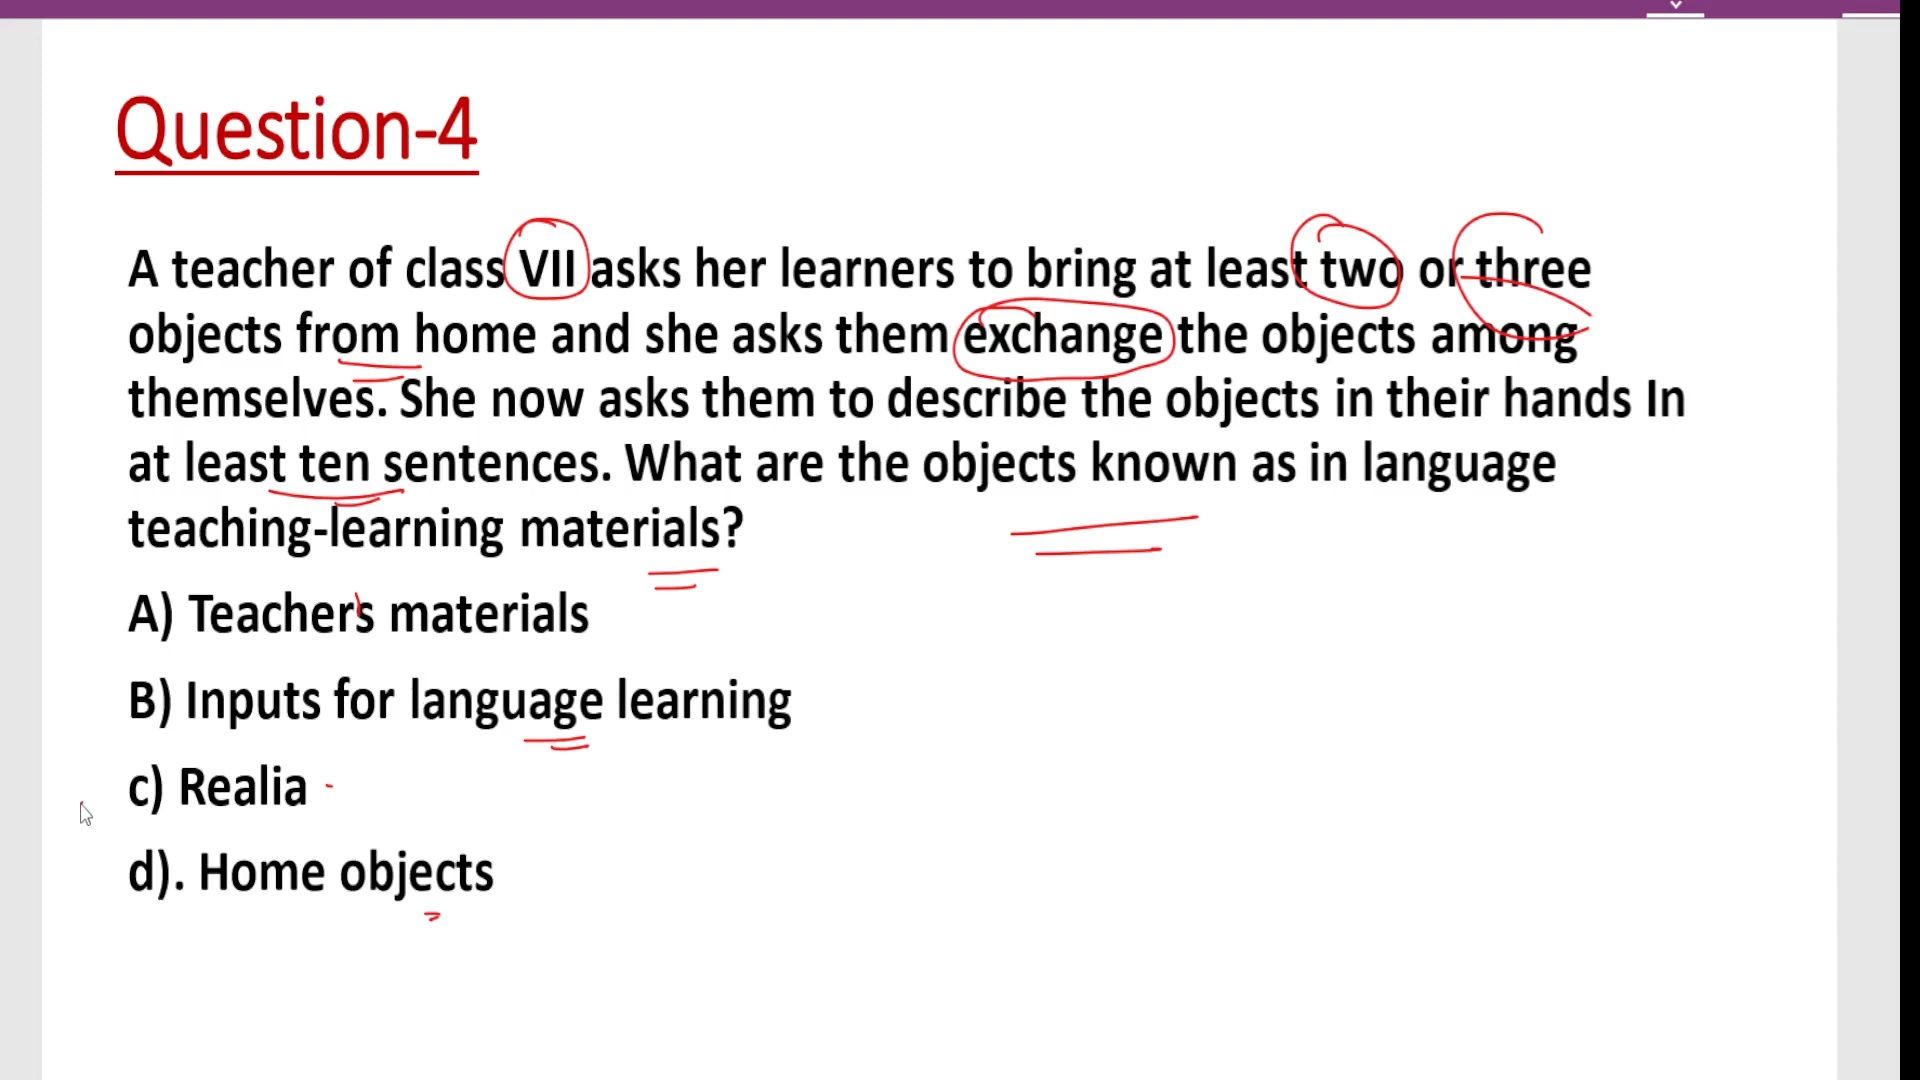 Question-4
A teacher of class VII asks her learners to bring at least two or three
objects from home and she asks them exchange the objects among
themselves. She now asks them to describe the objects in their hands In
at least ten sentences. What are the objects known as in language
teaching-learning materials?
A) Teachers materials
B) Inputs for language learning
c) Realia
d). Home objects